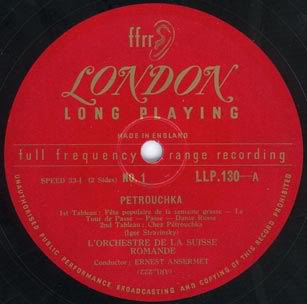 ffrr
LONDON
LONG PLAYING
MADE IN ENGLAND
full frequency range recording
SPEED 33⅓ (2 Sides) No. 1 LLP.130-A
PETROUCHKA
1st Tableau: Fête populaire de la semaine grasse — Le
Tour de Passe — Passe — Danse Russe
2nd Tableau: Chez Petrouchka
(Igor Stravinsky)
L'ORCHESTRE DE LA SUISSE
ROMANDE
Conductor: ERNEST ANSERMET
UNAUTHORISED PUBLIC PERFORMANCE BROADCASTING AND COPYING OF THIS RECORD PROHIBITED